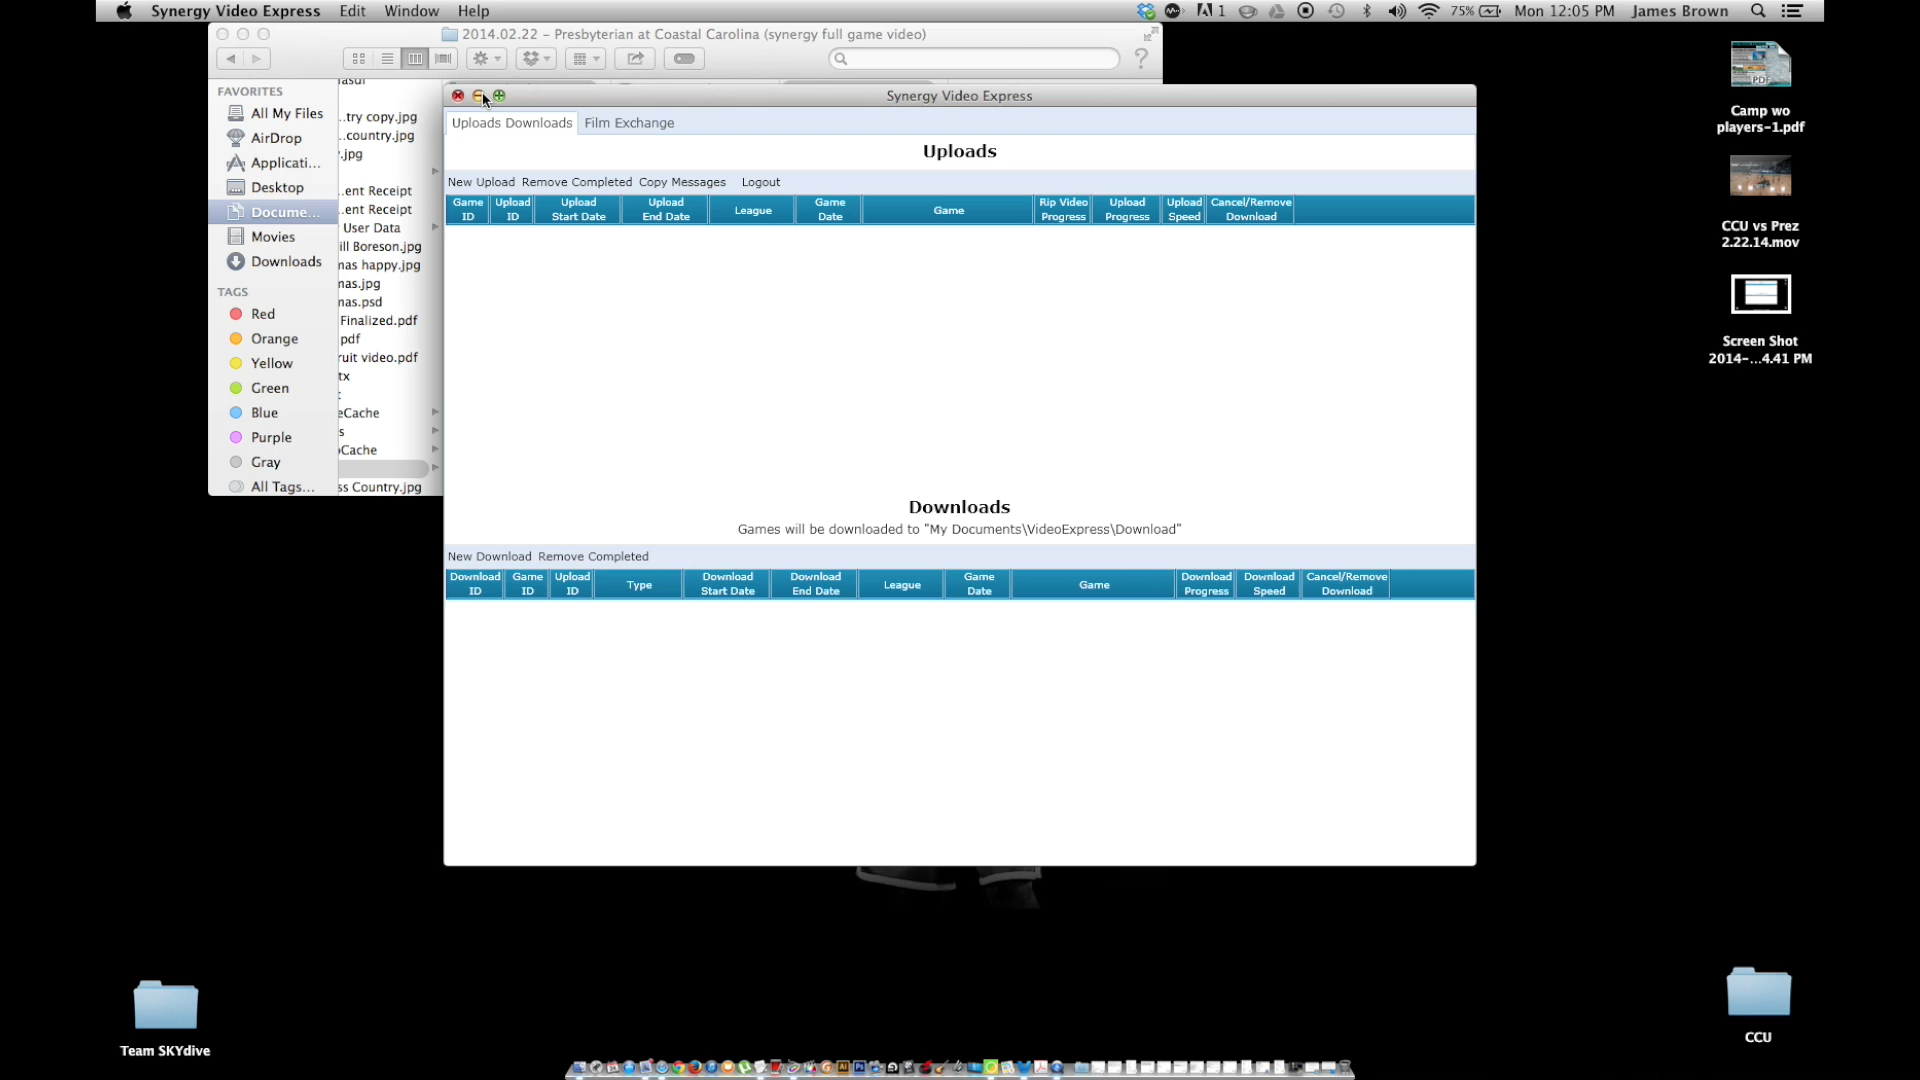 Synergy Video Express Edit Window Help 1 75% Mon 12:05 PM James Brown
2014.02.22 – Presbyterian at Coastal Carolina (synergy full game video)
FAVORITES
All My Files
AirDrop
Applicati...
Desktop
Docume...
Movies
Downloads
TAGS
Red
Orange
Yellow
Green
Blue
Purple
Gray
All Tags...
...try copy.jpg
...country.jpg
.jpg
...ent Receipt
...ent Receipt
User Data
ill Boreson.jpg
nas happy.jpg
nas.jpg
nas.psd
Finalized.pdf
pdf
ruit video.pdf
tx
eCache
s
Cache
ss Country.jpg
Synergy Video Express
Uploads Downloads Film Exchange
Uploads
New Upload Remove Completed Copy Messages Logout
Game ID
Upload ID
Upload Start Date
Upload End Date
League
Game Date
Game
Rip Video Progress
Upload Progress
Upload Speed
Cancel/Remove Download
Downloads
Games will be downloaded to "My Documents\VideoExpress\Download"
New Download Remove Completed
Download ID
Game ID
Upload ID
Type
Download Start Date
Download End Date
League
Game Date
Game
Download Progress
Download Speed
Cancel/Remove Download
PDF
Camp wo
players-1.pdf
CCU vs Prez
2.22.14.mov
Screen Shot
2014-...4.41 PM
Team SKYdive
CCU